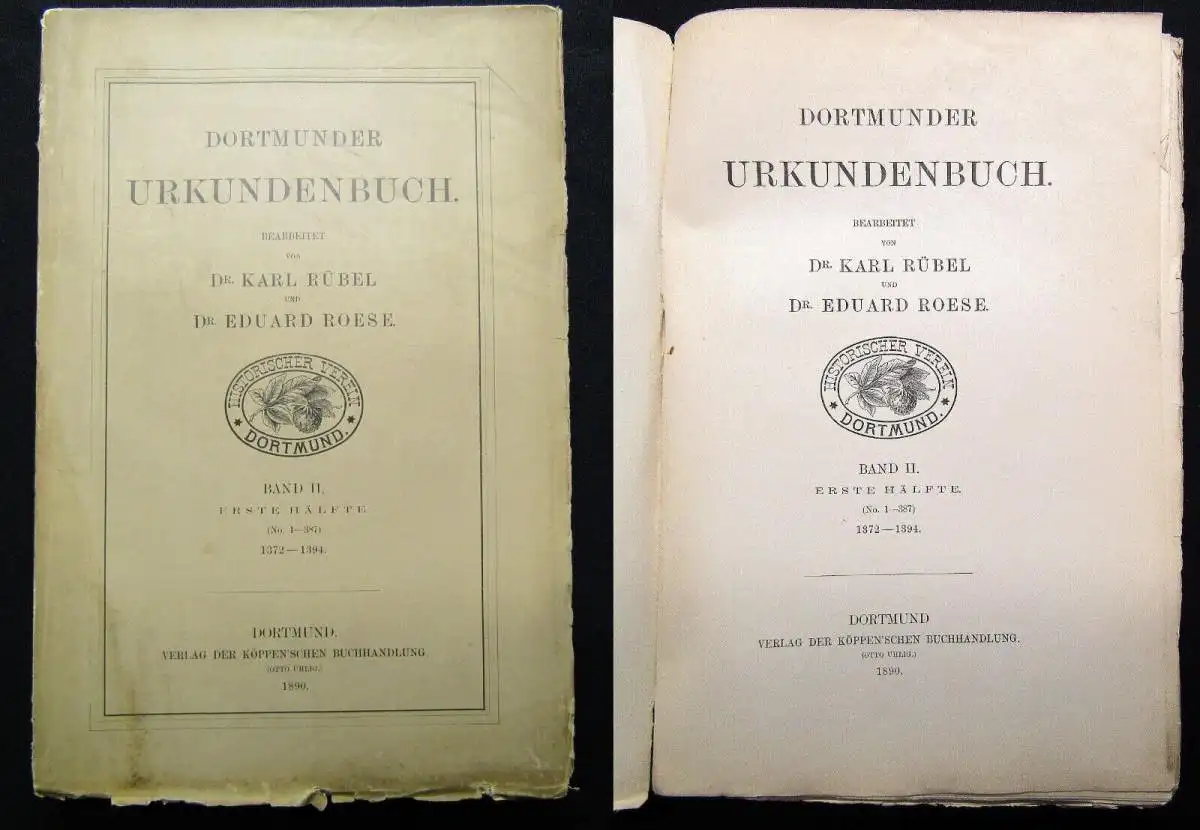 DORTMUNDER
URKUNDENBUCH.
BEARBEITET
VON
DR. KARL RÜBEL
UND
DR. EDUARD ROESE.
HISTORISCHER VEREIN
DORTMUND.
BAND II.
ERSTE HÄLFTE
(No. 1—387)
1372—1394.
DORTMUND.
VERLAG DER KÖPPEN'SCHEN BUCHHANDLUNG
(OTTO UHLIG.)
1890.
DORTMUNDER
URKUNDENBUCH.
BEARBEITET
VON
DR. KARL RÜBEL
UND
DR. EDUARD ROESE.
HISTORISCHER VEREIN
DORTMUND.
BAND II.
ERSTE HÄLFTE.
(No. 1—387)
1372—1394.
DORTMUND
VERLAG DER KÖPPEN'SCHEN BUCHHANDLUNG.
(OTTO UHLIG.)
1890.